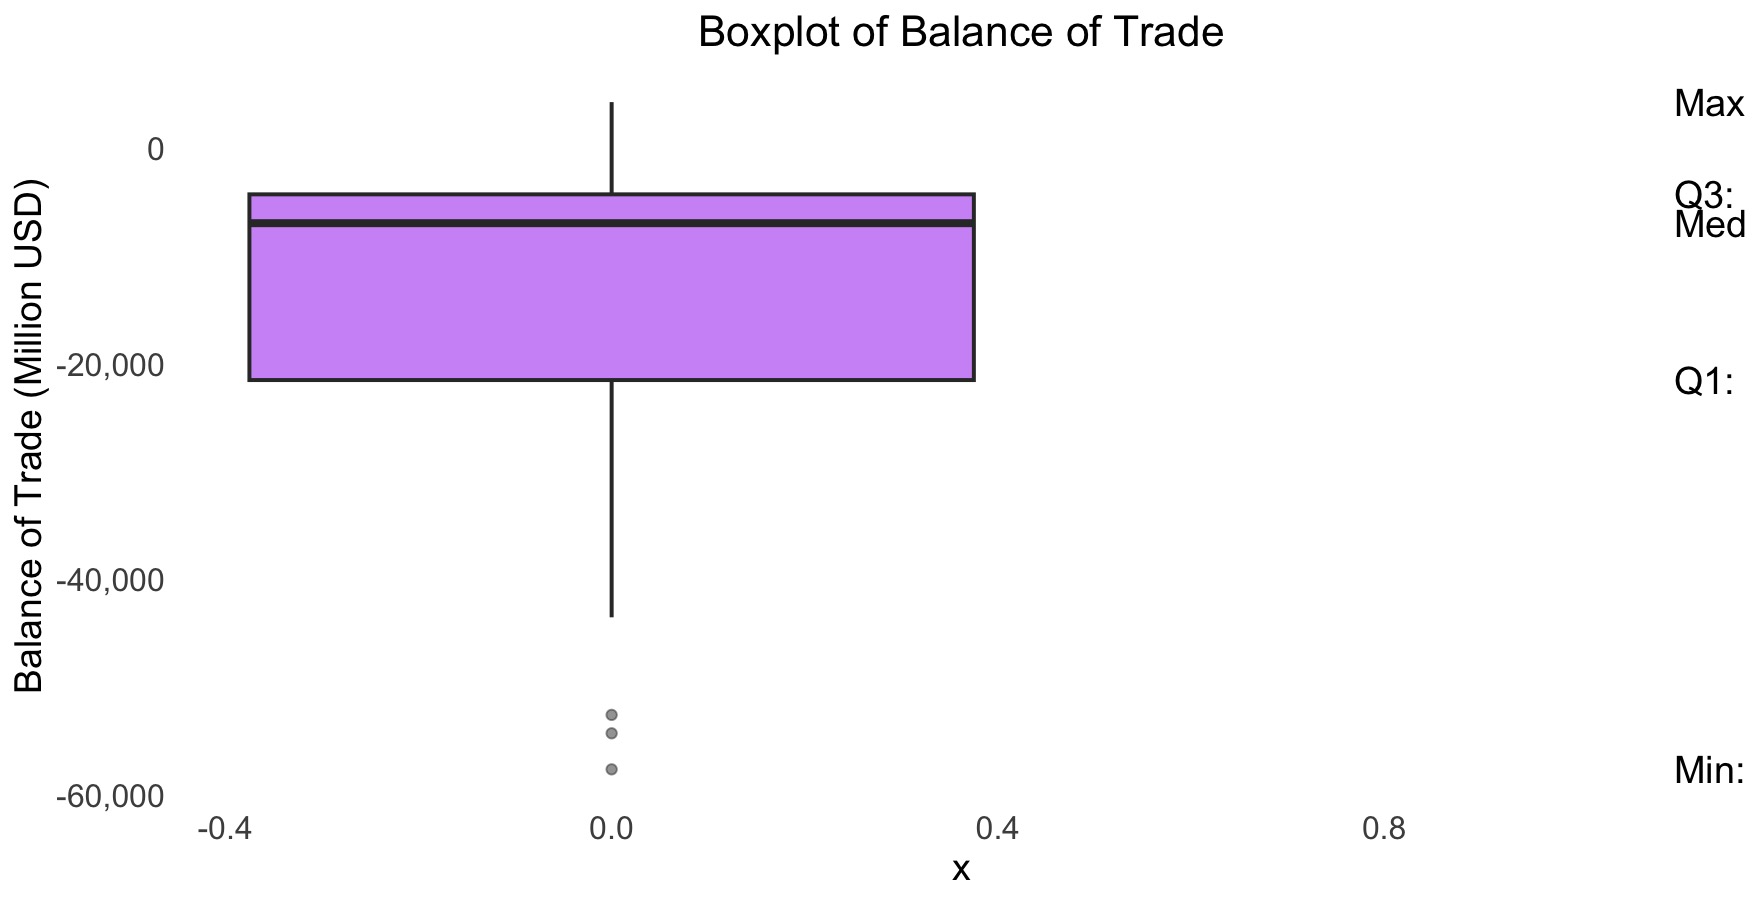 Boxplot of Balance of Trade
Balance of Trade (Million USD)
0
-20,000
-40,000
-60,000
-0.4
0.0
0.4
0.8
x
Max
Q3:
Med
Q1:
Min: